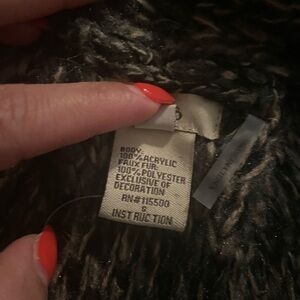 BODY:
100%ACRYLIC
FAUX FUR:
100%POLYESTER
EXCLUSIVE OF
DECORATION
RN#115500
S
INSTRUCTION